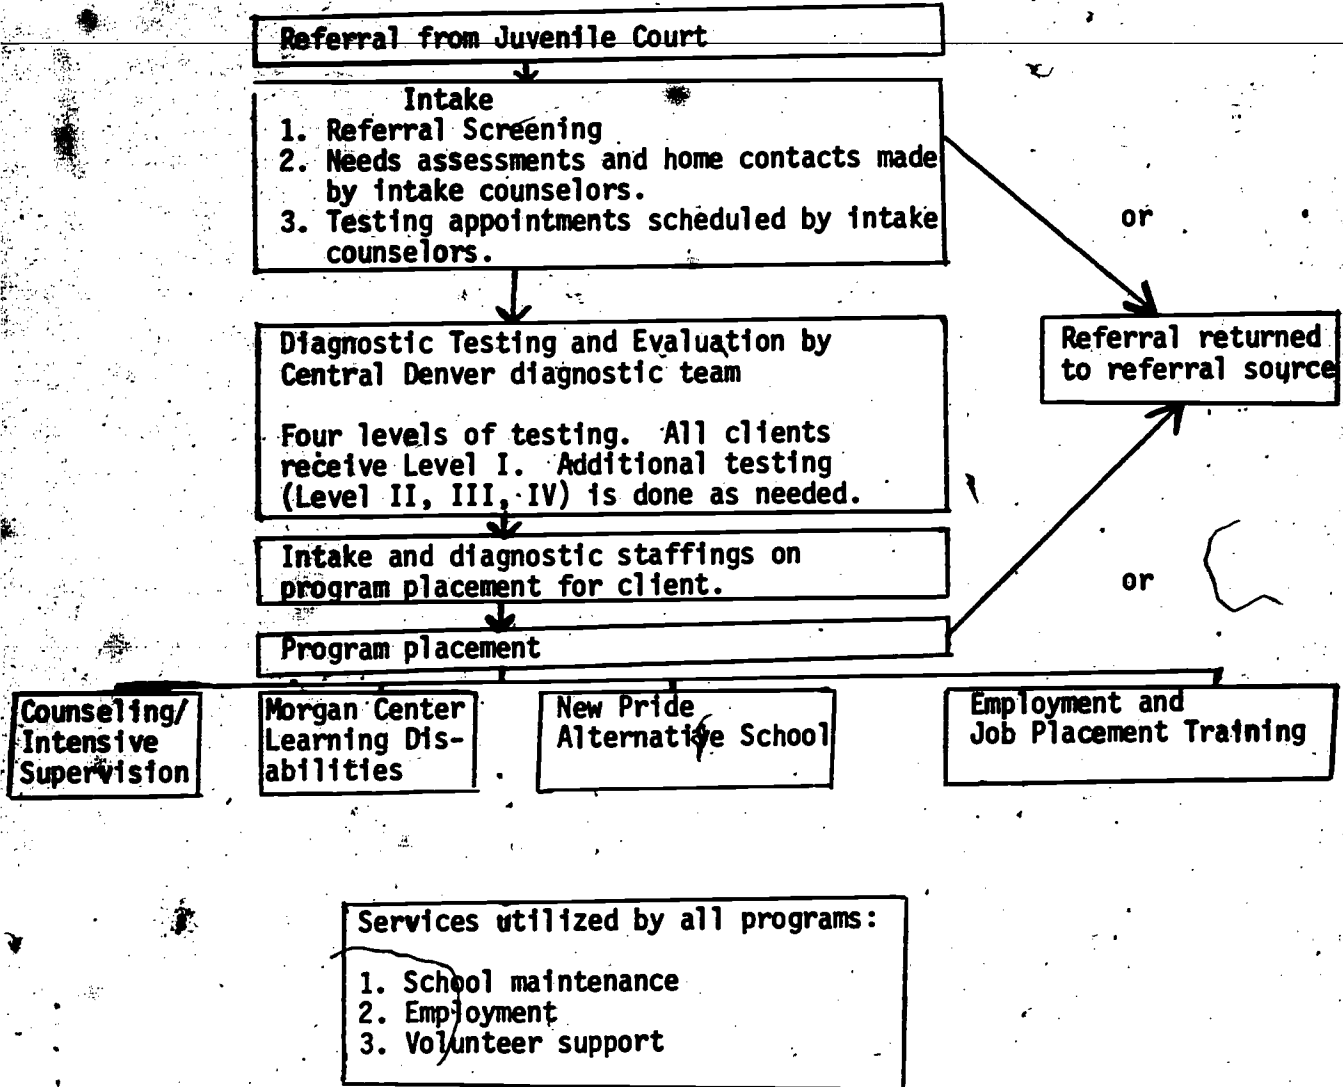 Referral from Juvenile Court
Intake
1. Referral Screening
2. Needs assessments and home contacts made
by intake counselors.
3. Testing appointments scheduled by intake
counselors.
or
Referral returned
to referral source
Diagnostic Testing and Evaluation by
Central Denver diagnostic team
Four levels of testing. All clients
receive Level I. Additional testing
(Level II, III, IV) is done as needed.
Intake and diagnostic staffings on
program placement for client.
or
Program placement
Counseling/
Intensive
Supervision
Morgan Center
Learning Dis-
abilities
New Pride
Alternative School
Employment and
Job Placement Training
Services utilized by all programs:
1. School maintenance
2. Employment
3. Volunteer support